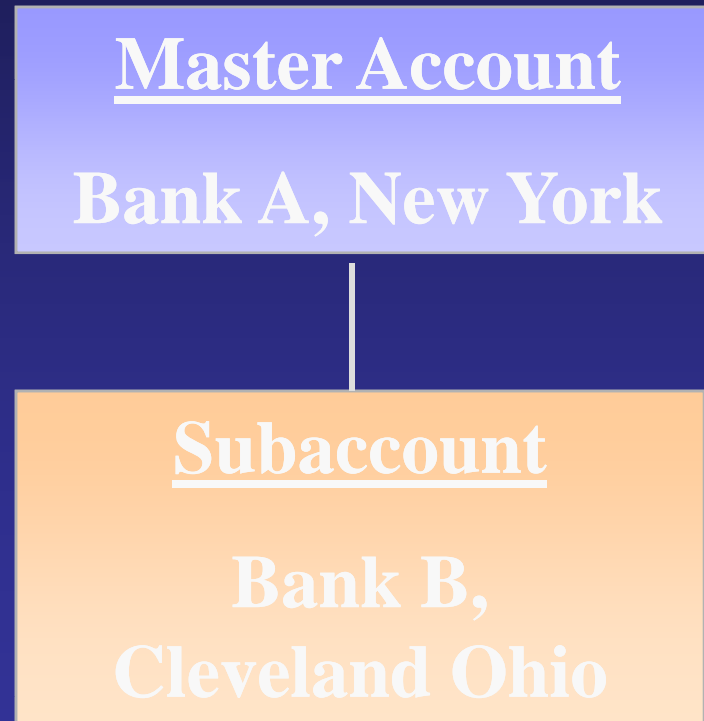 Master Account
Bank A, New York
Subaccount
Bank B,
Cleveland Ohio